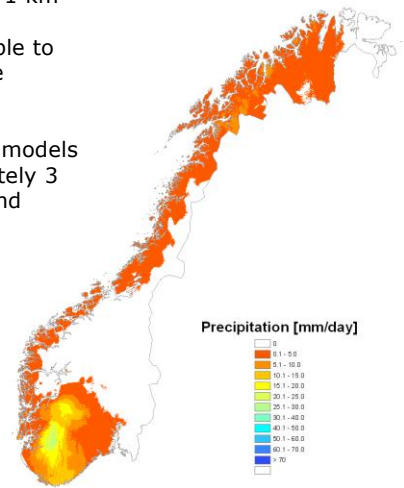 1 km
ble to
e
models
tely 3
nd
Precipitation [mm/day]
0
0.1 - 5.0
5.1 - 10.0
10.1 - 15.0
15.1 - 20.0
20.1 - 25.0
25.1 - 30.0
30.1 - 40.0
40.1 - 50.0
50.1 - 60.0
60.1 - 70.0
> 70